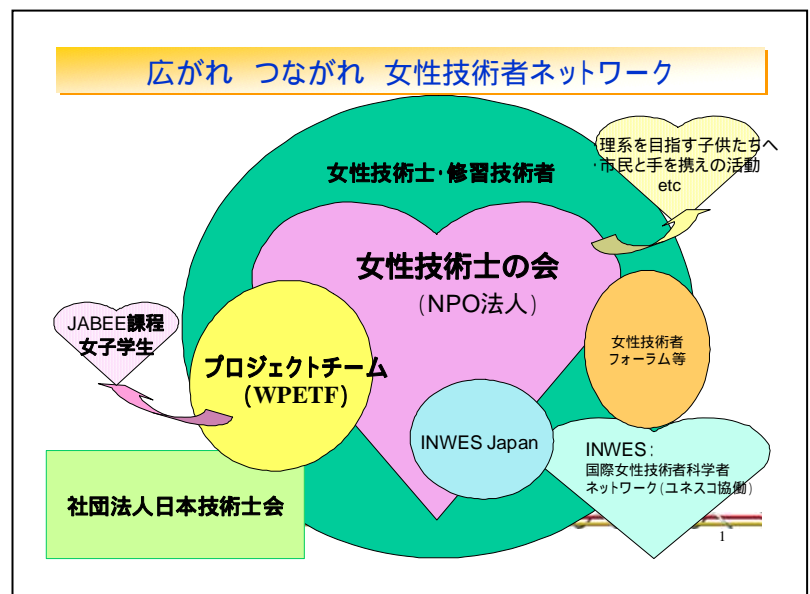 広がれ つながれ 女性技術者ネットワーク
・理系を目指す子供たちへ
・市民と手を携えの活動
etc
女性技術士・修習技術者
女性技術士の会
(NPO法人)
JABEE課程
女子学生
プロジェクトチーム
(WPETF)
女性技術者
フォーラム等
INWES Japan
INWES:
国際女性技術者科学者
ネットワーク(ユネスコ協働)
社団法人日本技術士会
1